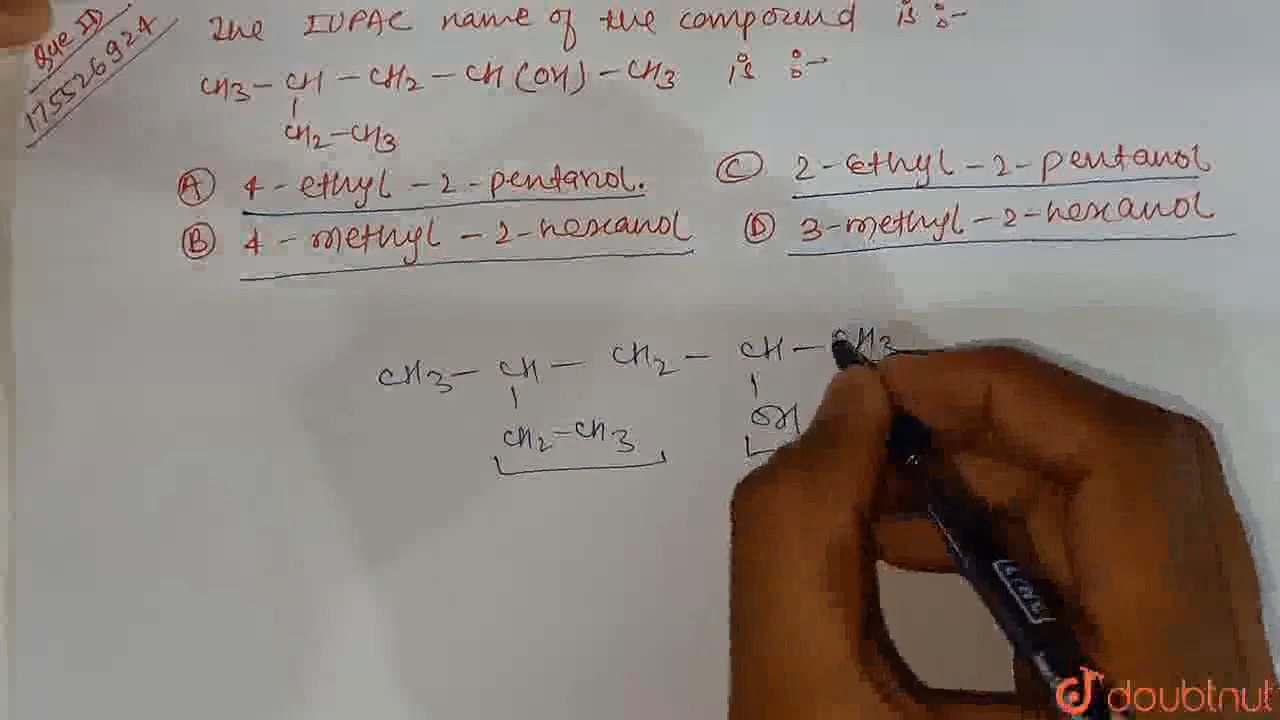 Que ID
175526924
The IUPAC name of the compound is :-
CH3 - CH - CH2 - CH (OH) - CH3 is :-
|
CH2 - CH3
(A) 4 - ethyl - 2 - pentanol.
(C) 2 - ethyl - 2 - pentanol
(B) 4 - methyl - 2 - hexanol
(D) 3 - methyl - 2 - hexanol
CH3 - CH - CH2 - CH - CH3
| |
CH2 - CH3 OH
doubtnut